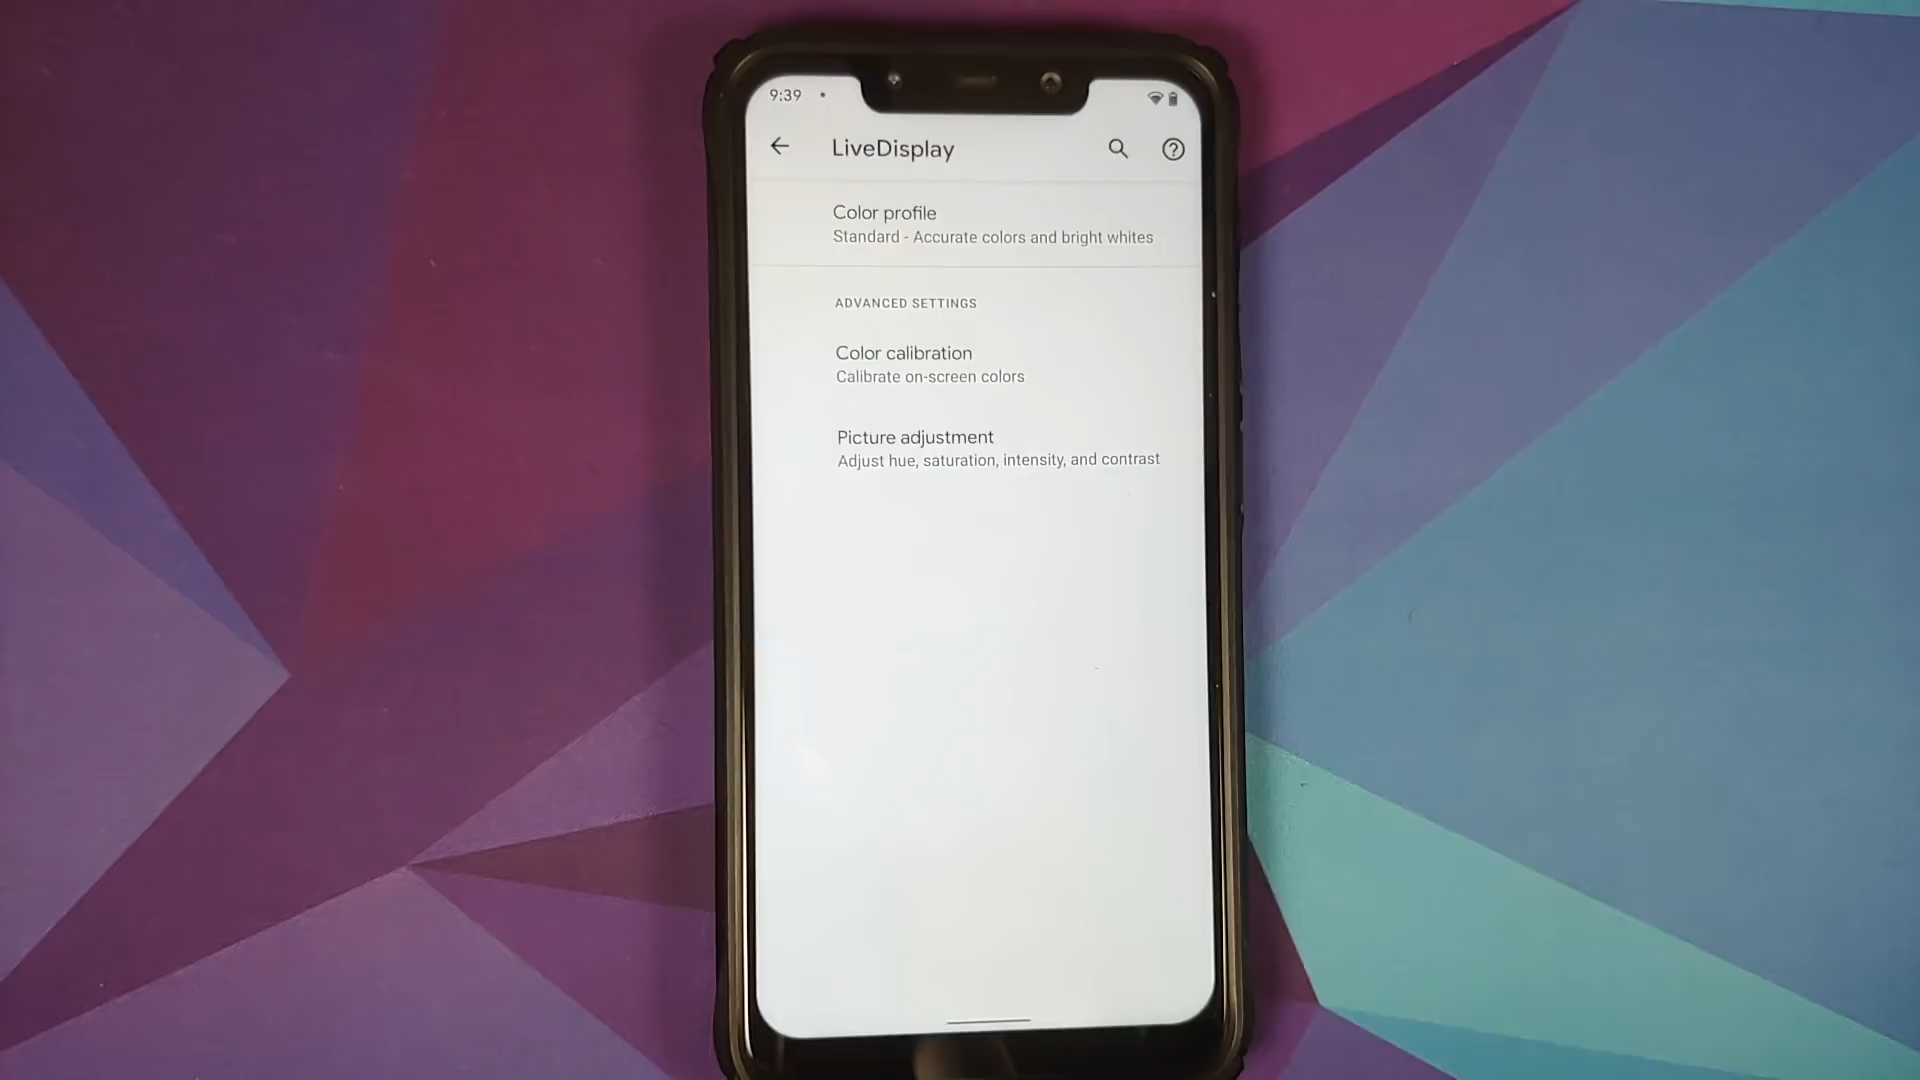 9:39
LiveDisplay
Color profile
Standard - Accurate colors and bright whites
ADVANCED SETTINGS
Color calibration
Calibrate on-screen colors
Picture adjustment
Adjust hue, saturation, intensity, and contrast